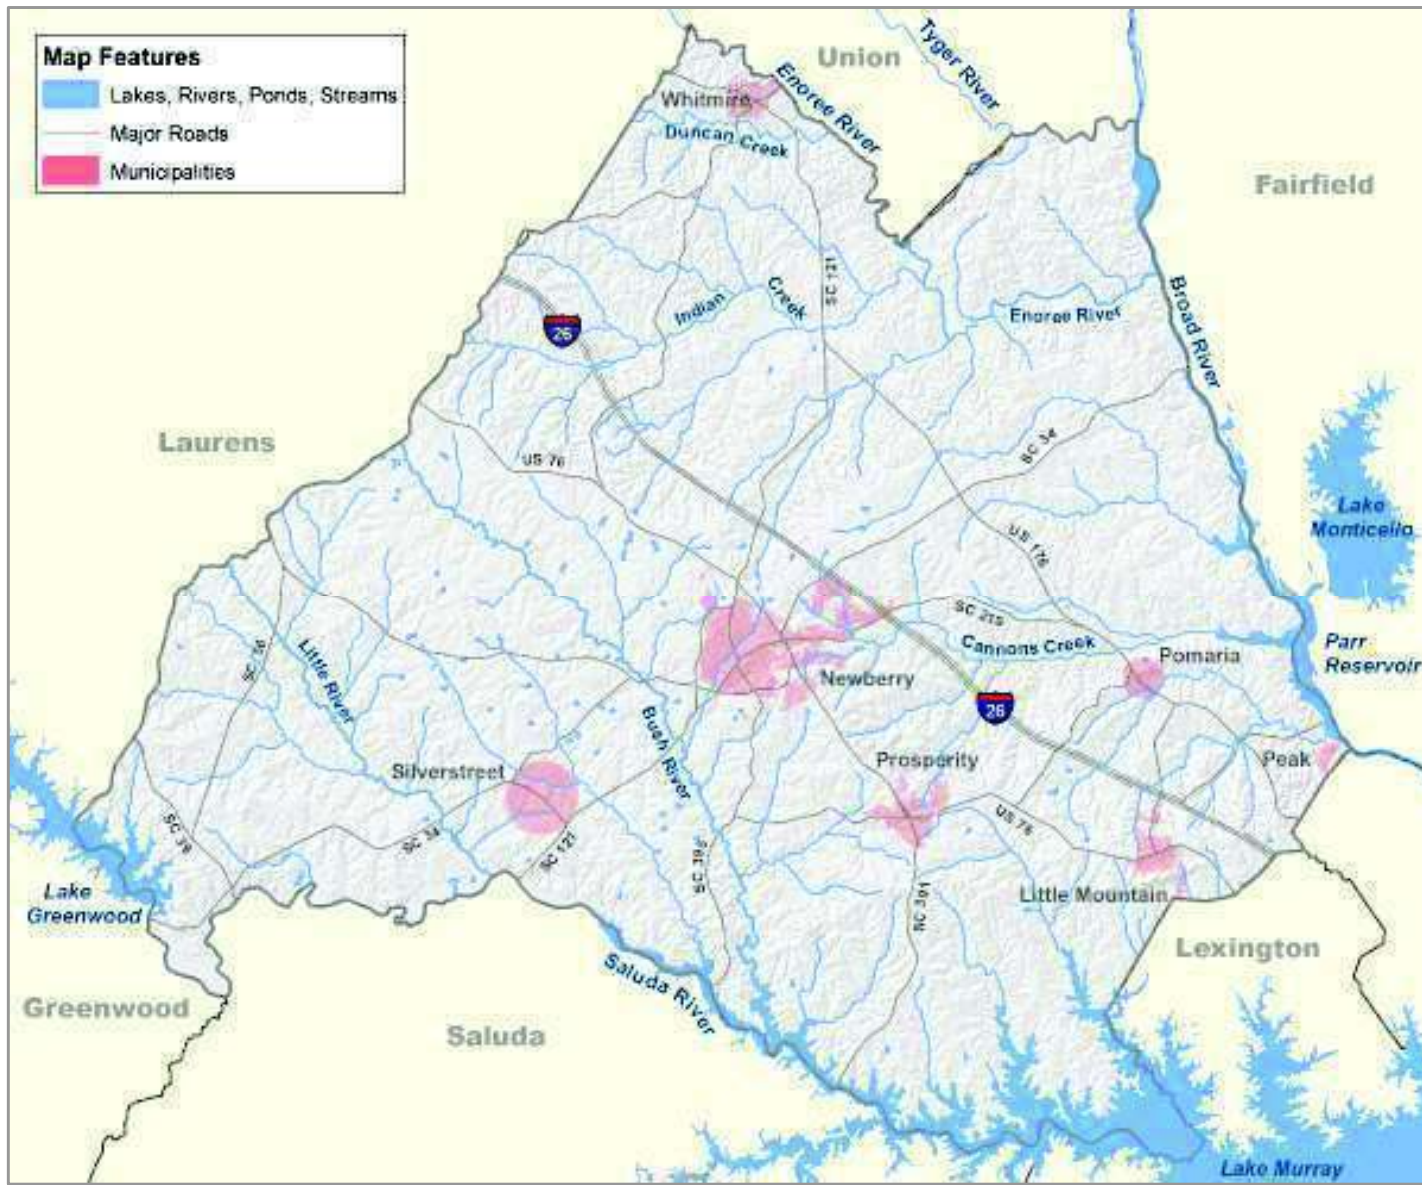 Map Features
Lakes, Rivers, Ponds, Streams
Major Roads
Municipalities
Union
Tyger River
Enoree River
Whitmire
Duncan Creek
Fairfield
SC 121
Indian
Creek
Enoree River
Broad River
26
Laurens
US 76
SC 34
Lake
Monticello
US 176
SC 219
Cannons Creek
Parr
Reservoir
Pomaria
Newberry
Little River
Bush River
26
Silverstreet
Prosperity
Peak
SC 34
SC 121
US 76
SC 395
Little Mountain
Lake
Greenwood
Lexington
Saluda River
Greenwood
Saluda
Lake Murray